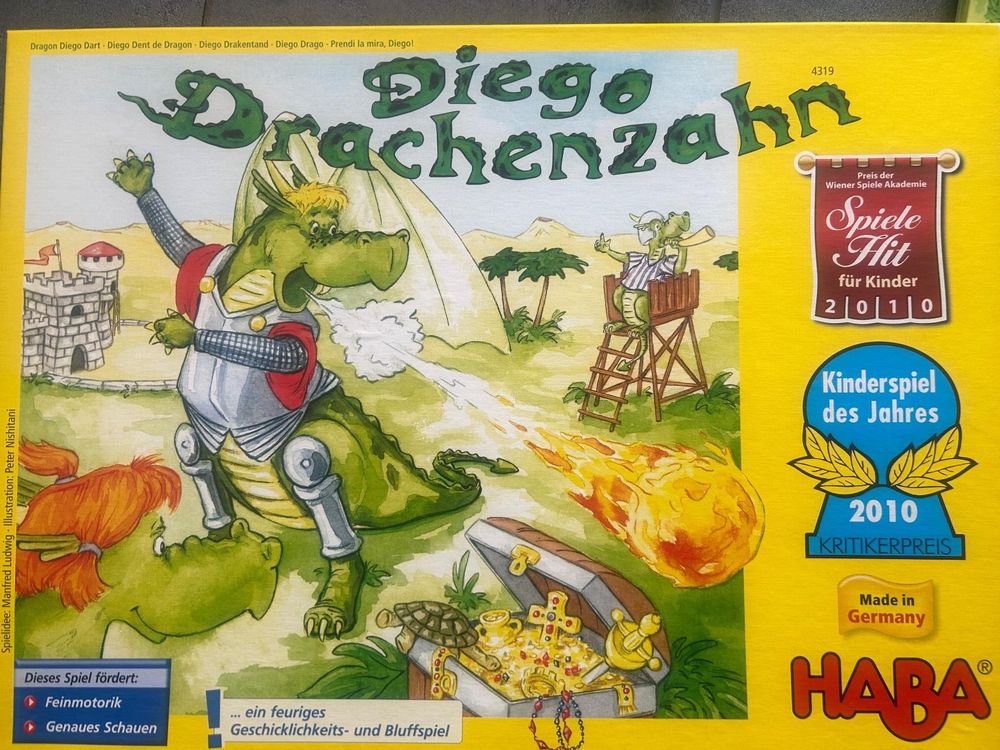 Dragon Diego Dart · Diego Dent de Dragon · Diego Drakentand · Diego Drago · Prendi la mira, Diego!
Diego
Drachenzahn
4319
Preis der
Wiener Spiele Akademie
Spiele
Hit
für Kinder
2010
Kinderspiel
des Jahres
2010
KRITIKERPREIS
Made in
Germany
HABA®
Spielidee: Manfred Ludwig · Illustration: Peter Nishitani
Dieses Spiel fördert:
Feinmotorik
Genaues Schauen
! ... ein feuriges
Geschicklichkeits- und Bluffspiel